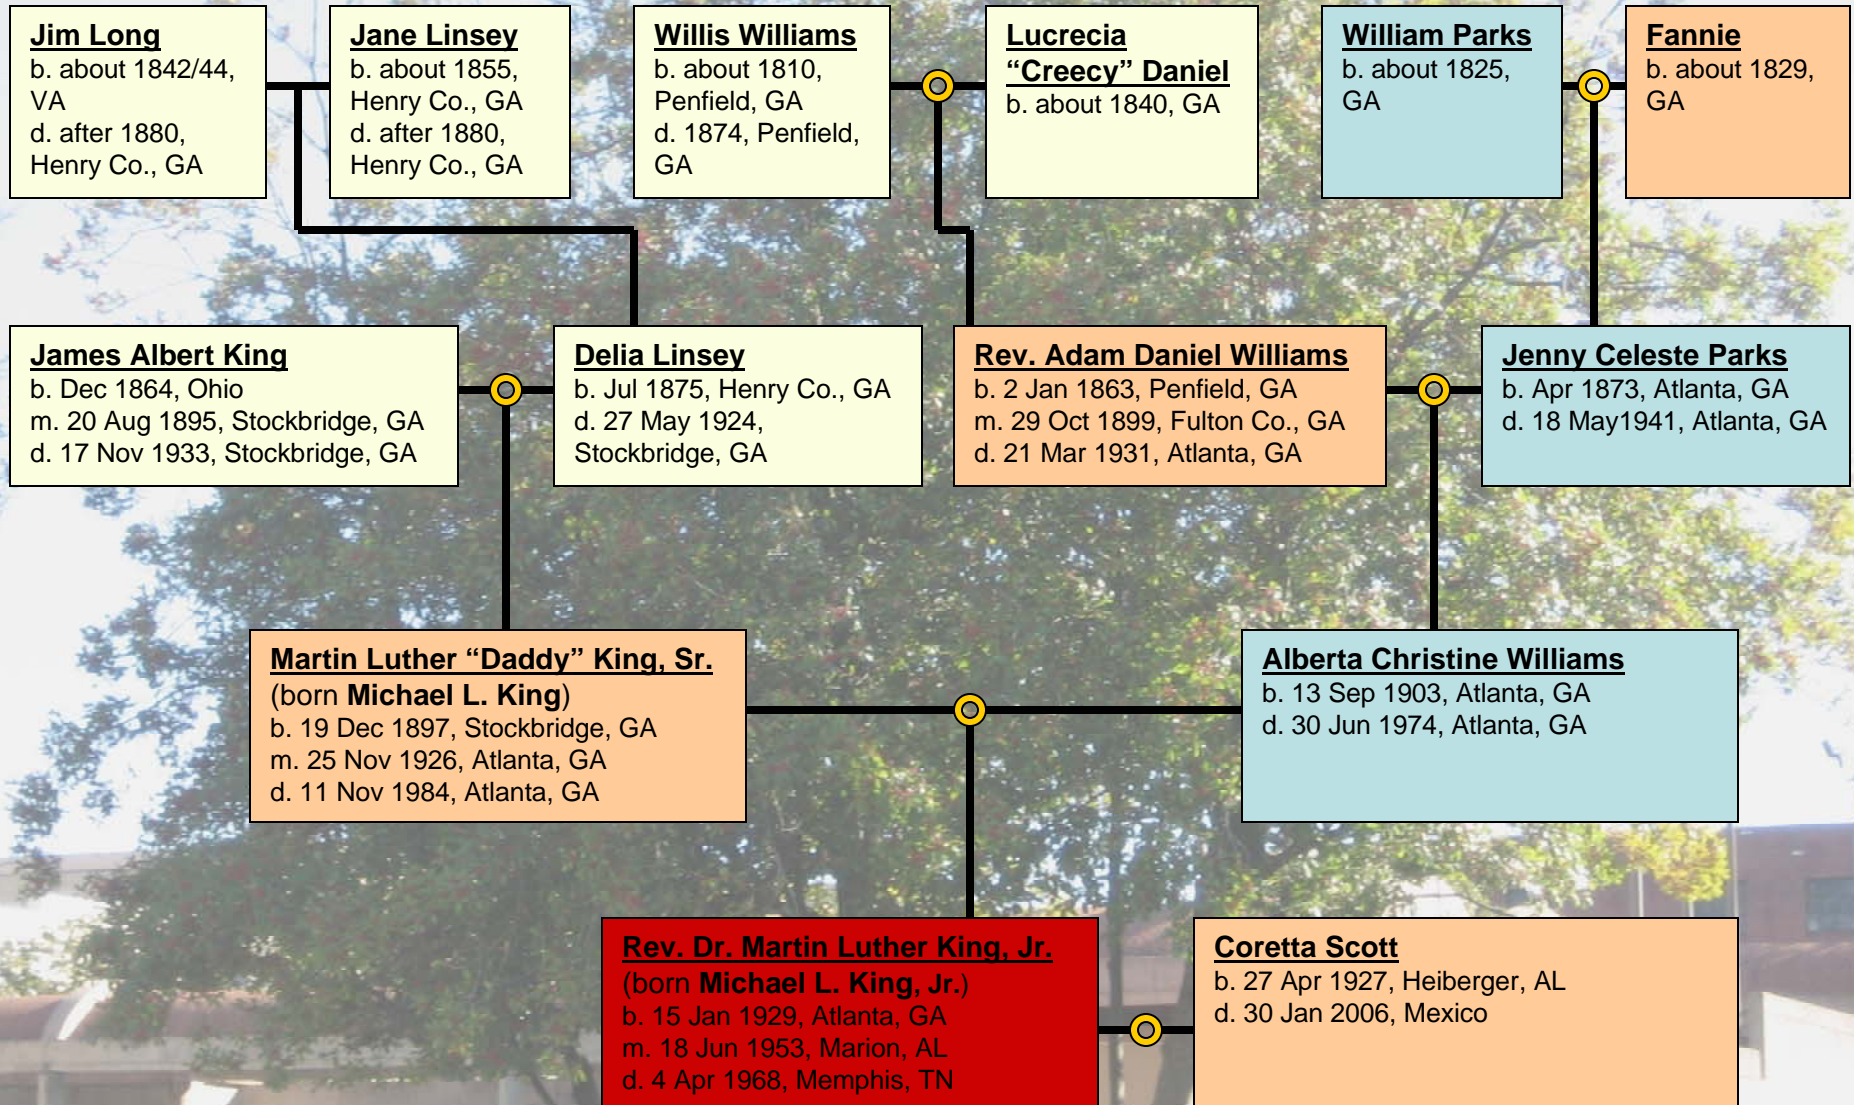 Jim Long
b. about 1842/44,
VA
d. after 1880,
Henry Co., GA
Jane Linsey
b. about 1855,
Henry Co., GA
d. after 1880,
Henry Co., GA
Willis Williams
b. about 1810,
Penfield, GA
d. 1874, Penfield,
GA
Lucrecia
“Creecy” Daniel
b. about 1840, GA
William Parks
b. about 1825,
GA
Fannie
b. about 1829,
GA
James Albert King
b. Dec 1864, Ohio
m. 20 Aug 1895, Stockbridge, GA
d. 17 Nov 1933, Stockbridge, GA
Delia Linsey
b. Jul 1875, Henry Co., GA
d. 27 May 1924,
Stockbridge, GA
Rev. Adam Daniel Williams
b. 2 Jan 1863, Penfield, GA
m. 29 Oct 1899, Fulton Co., GA
d. 21 Mar 1931, Atlanta, GA
Jenny Celeste Parks
b. Apr 1873, Atlanta, GA
d. 18 May1941, Atlanta, GA
Martin Luther “Daddy” King, Sr.
(born Michael L. King)
b. 19 Dec 1897, Stockbridge, GA
m. 25 Nov 1926, Atlanta, GA
d. 11 Nov 1984, Atlanta, GA
Alberta Christine Williams
b. 13 Sep 1903, Atlanta, GA
d. 30 Jun 1974, Atlanta, GA
Rev. Dr. Martin Luther King, Jr.
(born Michael L. King, Jr.)
b. 15 Jan 1929, Atlanta, GA
m. 18 Jun 1953, Marion, AL
d. 4 Apr 1968, Memphis, TN
Coretta Scott
b. 27 Apr 1927, Heiberger, AL
d. 30 Jan 2006, Mexico